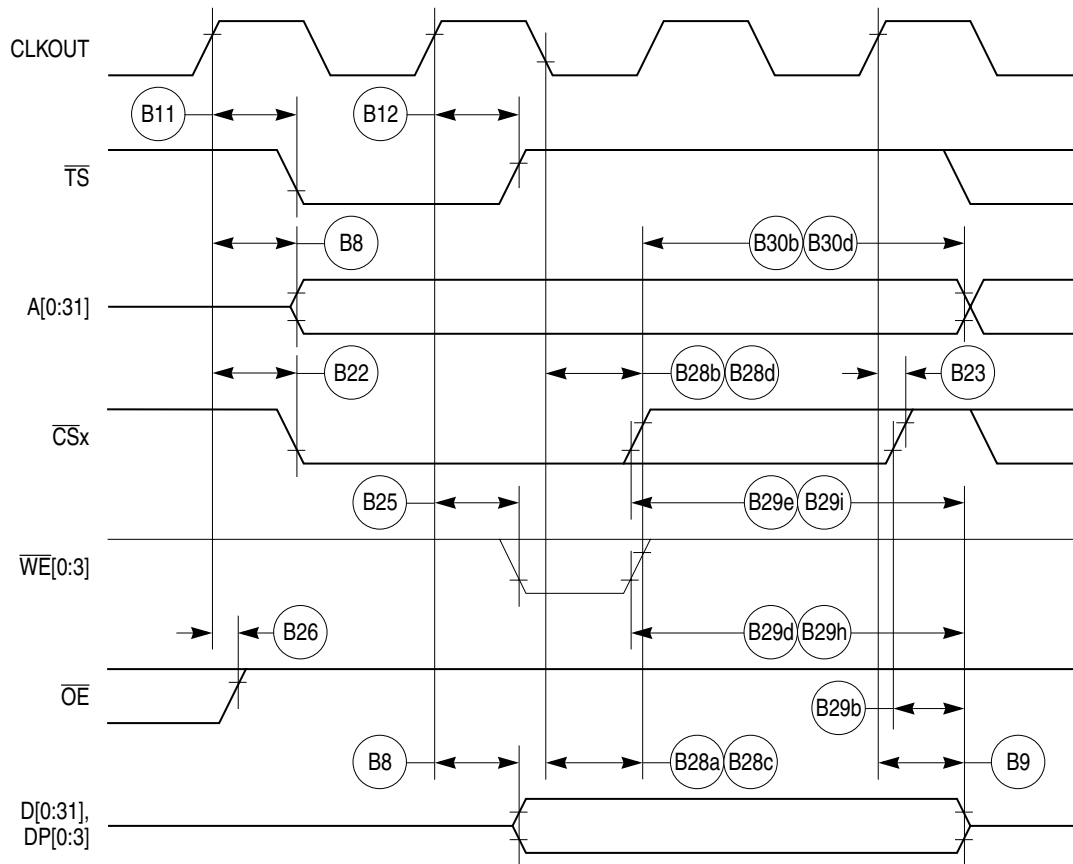 CLKOUT
B11
B12
TS
B8
B30b B30d
A[0:31]
B22
B28b B28d
B23
CSx
B25
B29e B29i
WE[0:3]
B26
B29d B29h
OE
B29b
B8
B28a B28c
B9
D[0:31],
DP[0:3]